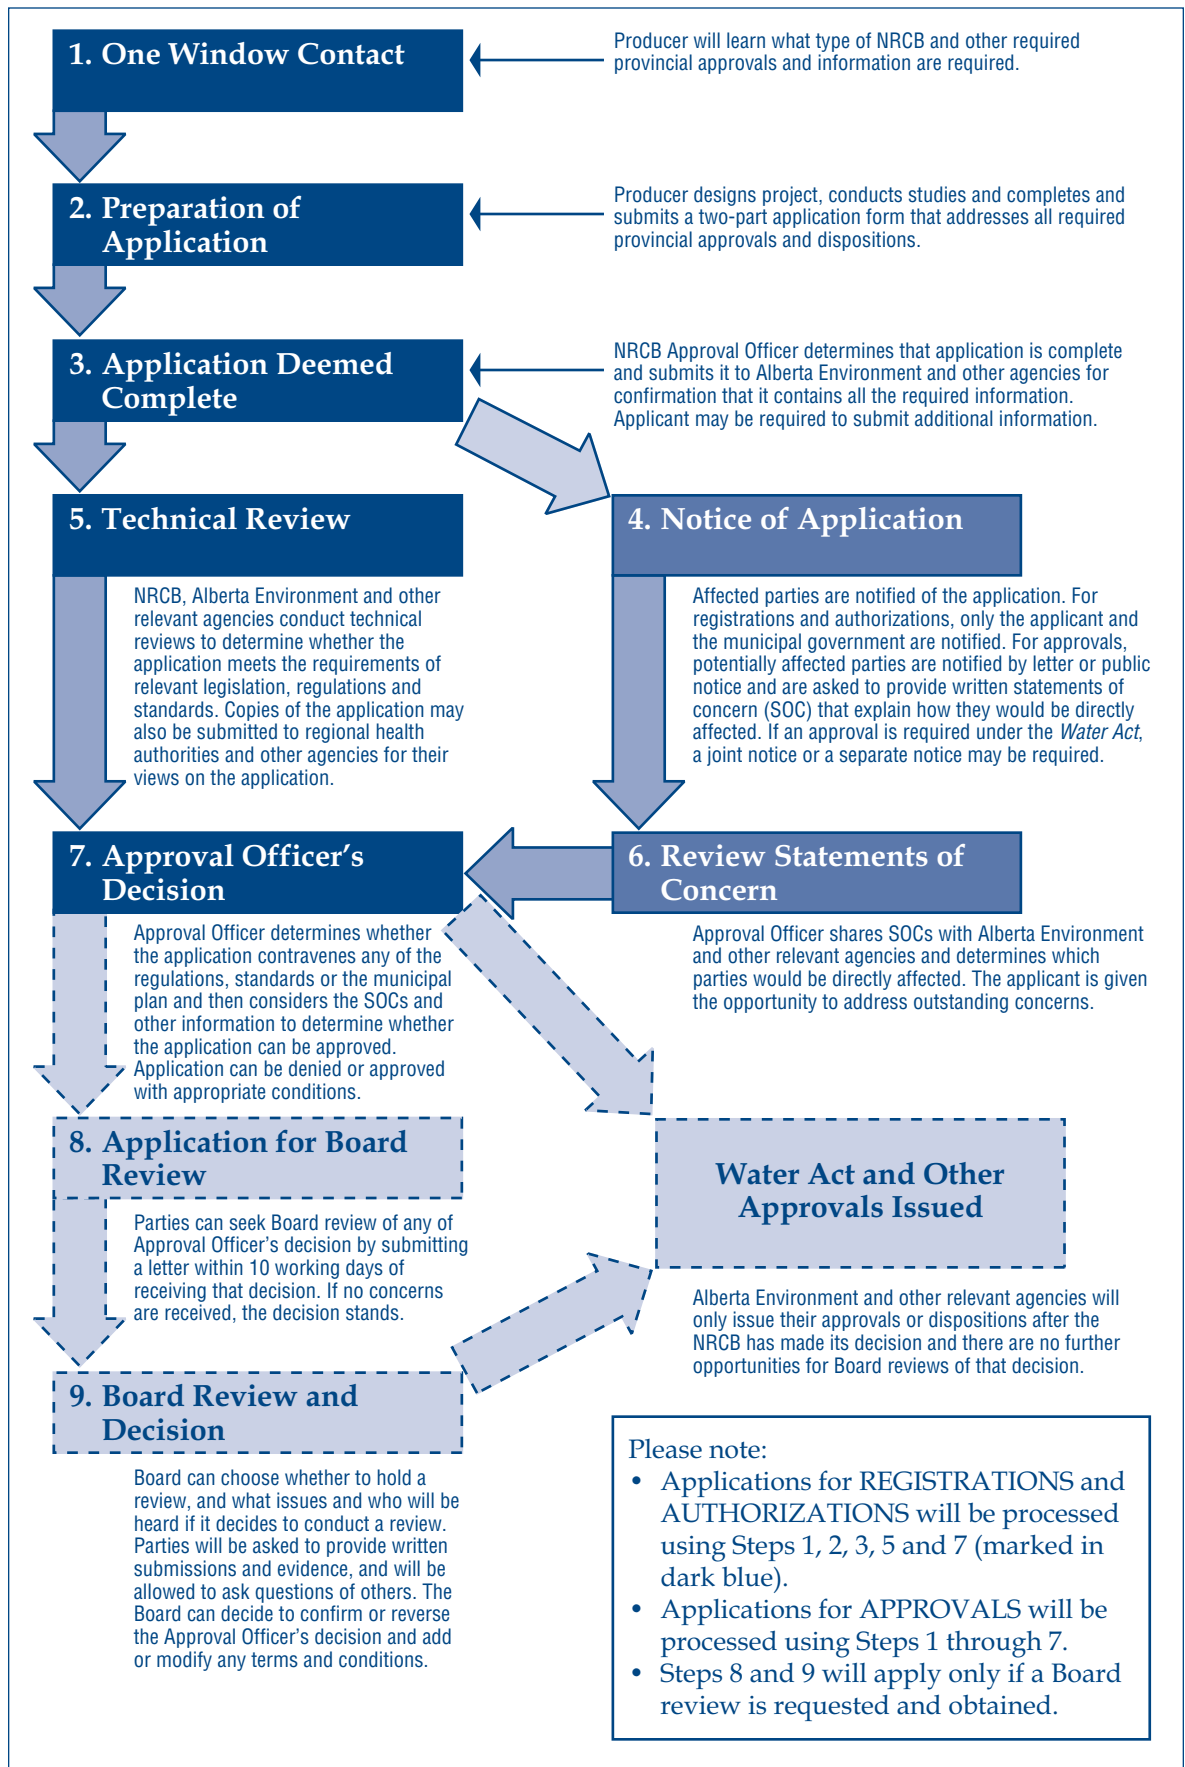 1. One Window Contact
Producer will learn what type of NRCB and other required
provincial approvals and information are required.
2. Preparation of
Application
Producer designs project, conducts studies and completes and
submits a two-part application form that addresses all required
provincial approvals and dispositions.
3. Application Deemed
Complete
NRCB Approval Officer determines that application is complete
and submits it to Alberta Environment and other agencies for
confirmation that it contains all the required information.
Applicant may be required to submit additional information.
5. Technical Review
NRCB, Alberta Environment and other
relevant agencies conduct technical
reviews to determine whether the
application meets the requirements of
relevant legislation, regulations and
standards. Copies of the application may
also be submitted to regional health
authorities and other agencies for their
views on the application.
4. Notice of Application
Affected parties are notified of the application. For
registrations and authorizations, only the applicant and
the municipal government are notified. For approvals,
potentially affected parties are notified by letter or public
notice and are asked to provide written statements of
concern (SOC) that explain how they would be directly
affected. If an approval is required under the Water Act,
a joint notice or a separate notice may be required.
7. Approval Officer's
Decision
Approval Officer determines whether
the application contravenes any of the
regulations, standards or the municipal
plan and then considers the SOCs and
other information to determine whether
the application can be approved.
Application can be denied or approved
with appropriate conditions.
6. Review Statements of
Concern
Approval Officer shares SOCs with Alberta Environment
and other relevant agencies and determines which
parties would be directly affected. The applicant is given
the opportunity to address outstanding concerns.
8. Application for Board
Review
Parties can seek Board review of any of
Approval Officer's decision by submitting
a letter within 10 working days of
receiving that decision. If no concerns
are received, the decision stands.
Water Act and Other
Approvals Issued
Alberta Environment and other relevant agencies will
only issue their approvals or dispositions after the
NRCB has made its decision and there are no further
opportunities for Board reviews of that decision.
9. Board Review and
Decision
Board can choose whether to hold a
review, and what issues and who will be
heard if it decides to conduct a review.
Parties will be asked to provide written
submissions and evidence, and will be
allowed to ask questions of others. The
Board can decide to confirm or reverse
the Approval Officer's decision and add
or modify any terms and conditions.
Please note:
• Applications for REGISTRATIONS and
AUTHORIZATIONS will be processed
using Steps 1, 2, 3, 5 and 7 (marked in
dark blue).
• Applications for APPROVALS will be
processed using Steps 1 through 7.
• Steps 8 and 9 will apply only if a Board
review is requested and obtained.